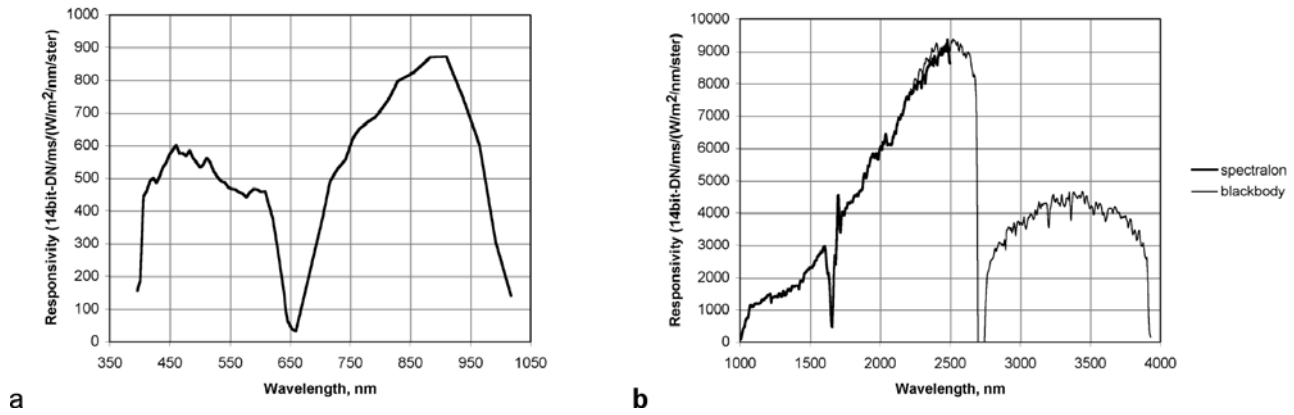 Responsivity (14bit-DN/ms/(W/m2/nm/ster)
1000
900
800
700
600
500
400
300
200
100
0
350 450 550 650 750 850 950 1050
Wavelength, nm
a
Responsivity (14bit-DN/ms/(W/m2/nm/ster)
10000
9000
8000
7000
6000
5000
4000
3000
2000
1000
0
1000 1500 2000 2500 3000 3500 4000
Wavelength, nm
spectralon
blackbody
b